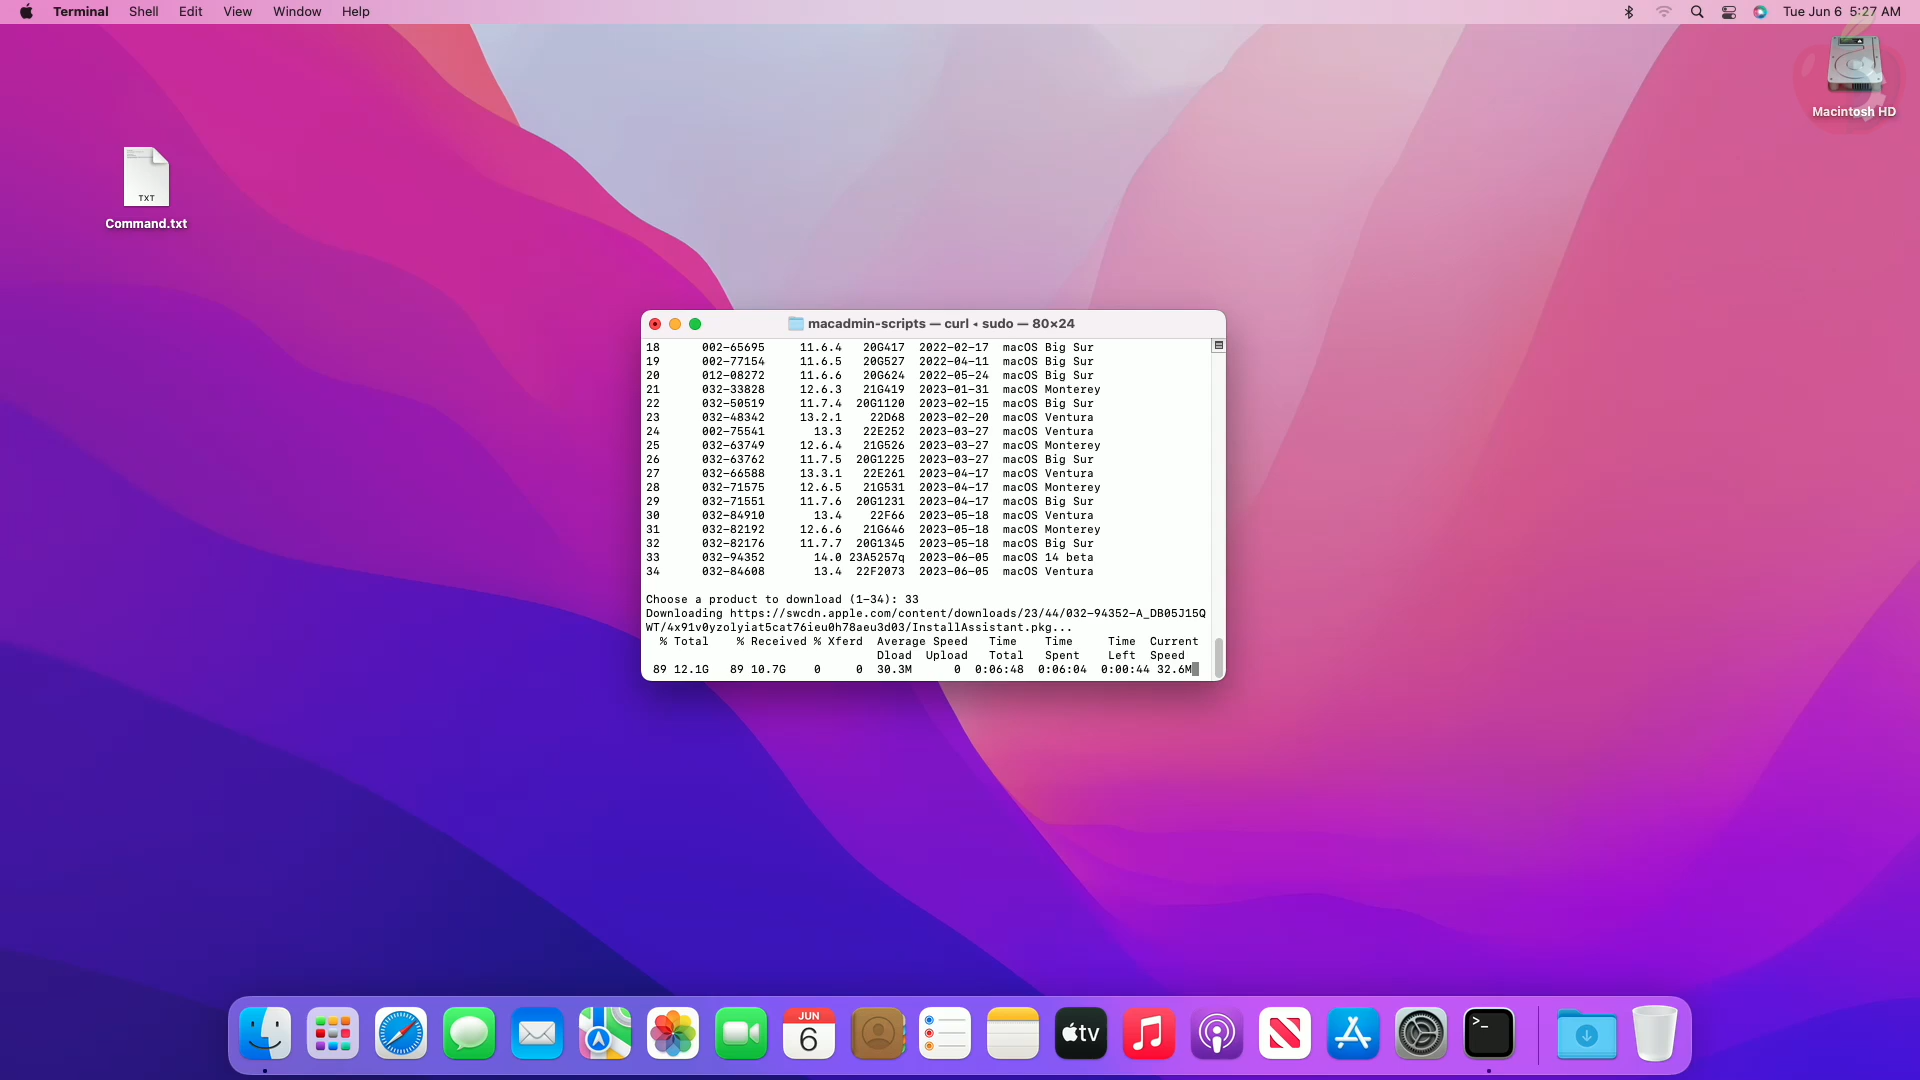 Terminal Shell Edit View Window Help
Tue Jun 6 5:27 AM
Macintosh HD
TXT
Command.txt
macadmin-scripts — curl ◂ sudo — 80×24
18 002-65695 11.6.4 20G417 2022-02-17 macOS Big Sur
19 002-77154 11.6.5 20G527 2022-04-11 macOS Big Sur
20 012-08272 11.6.6 20G624 2022-05-24 macOS Big Sur
21 032-33828 12.6.3 21G419 2023-01-31 macOS Monterey
22 032-50519 11.7.4 20G1120 2023-02-15 macOS Big Sur
23 032-48342 13.2.1 22D68 2023-02-20 macOS Ventura
24 002-75541 13.3 22E252 2023-03-27 macOS Ventura
25 032-63749 12.6.4 21G526 2023-03-27 macOS Monterey
26 032-63762 11.7.5 20G1225 2023-03-27 macOS Big Sur
27 032-66588 13.3.1 22E261 2023-04-17 macOS Ventura
28 032-71575 12.6.5 21G531 2023-04-17 macOS Monterey
29 032-71551 11.7.6 20G1231 2023-04-17 macOS Big Sur
30 032-84910 13.4 22F66 2023-05-18 macOS Ventura
31 032-82192 12.6.6 21G646 2023-05-18 macOS Monterey
32 032-82176 11.7.7 20G1345 2023-05-18 macOS Big Sur
33 032-94352 14.0 23A5257q 2023-06-05 macOS 14 beta
34 032-84608 13.4 22F2073 2023-06-05 macOS Ventura
Choose a product to download (1-34): 33
Downloading https://swcdn.apple.com/content/downloads/23/44/032-94352-A_DB05J15Q
WT/4x91v0yzolyiat5cat76ieu0h78aeu3d03/InstallAssistant.pkg...
% Total % Received % Xferd Average Speed Time Time Time Current
Dload Upload Total Spent Left Speed
89 12.1G 89 10.7G 0 0 30.3M 0 0:06:48 0:06:04 0:00:44 32.6M
JUN
6
tv
>_